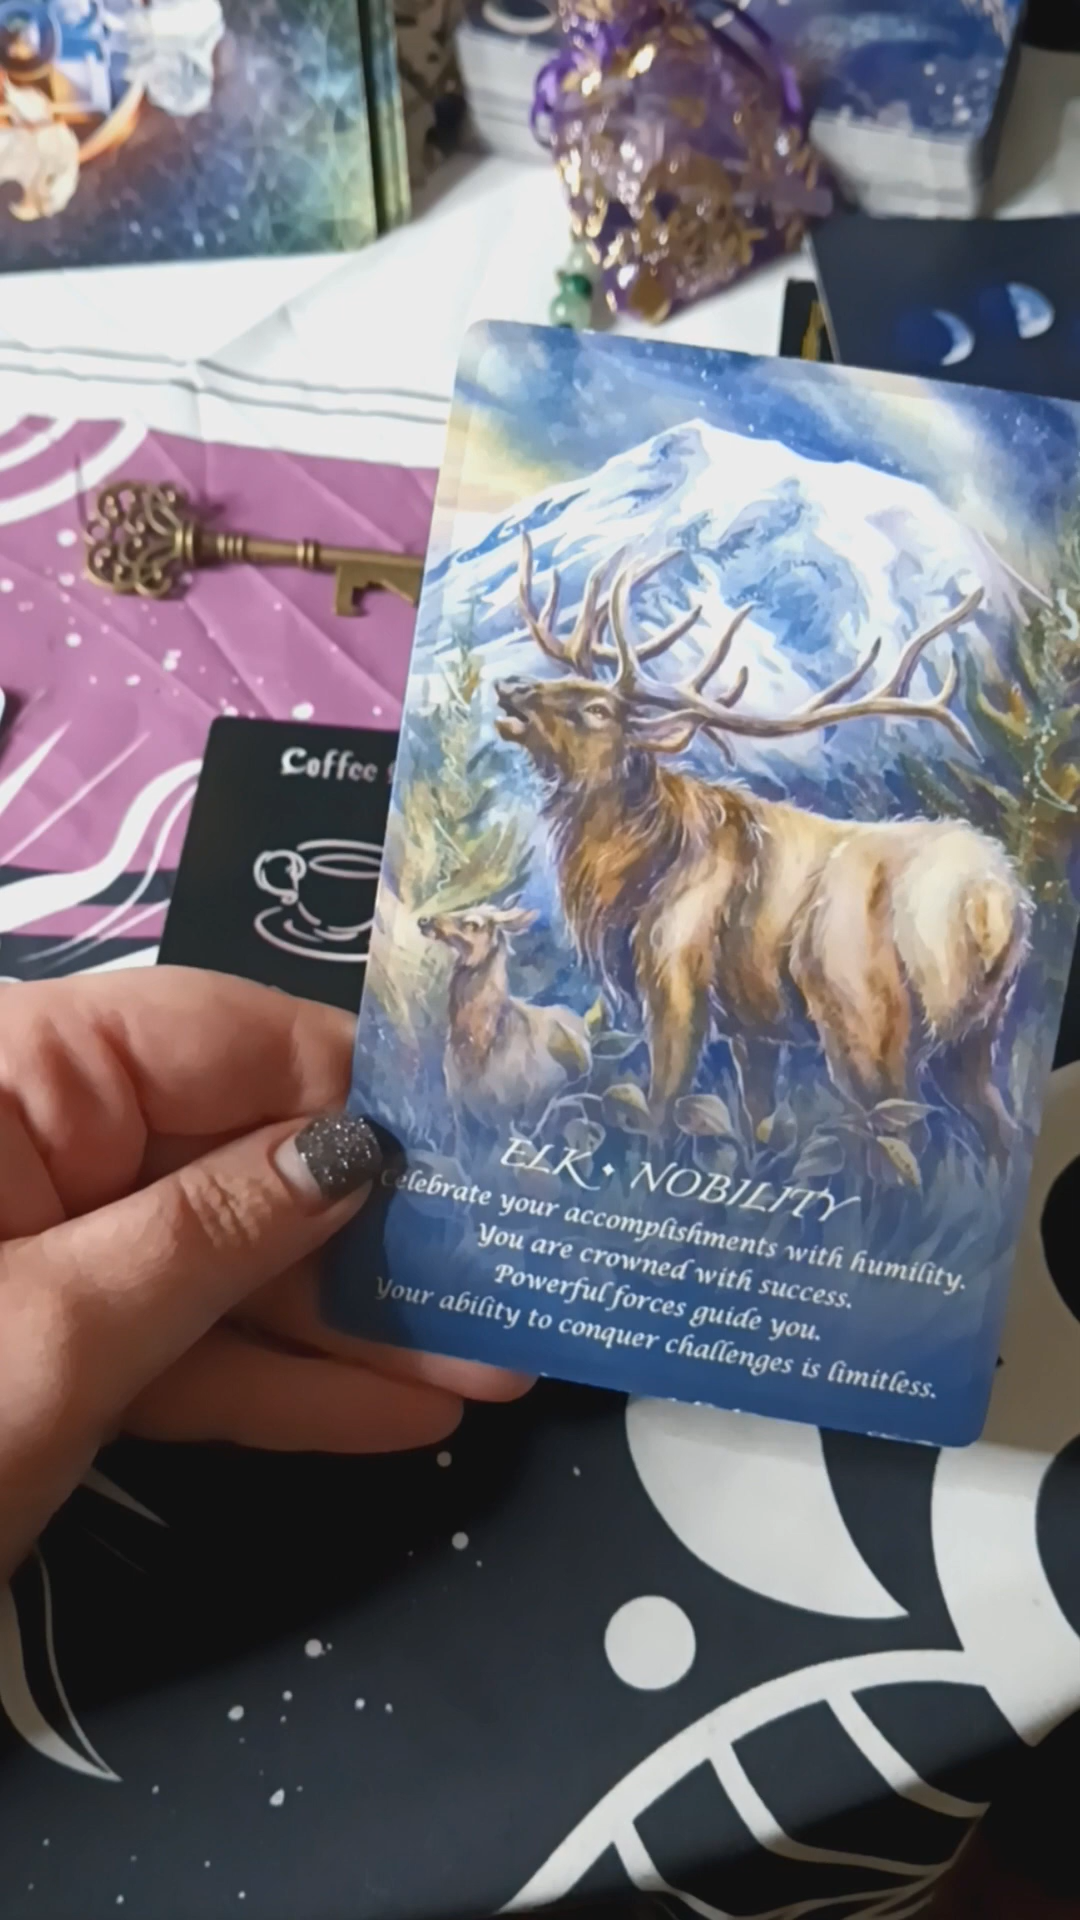 Coffee
ELK • NOBILITY
Celebrate your accomplishments with humility.
You are crowned with success.
Powerful forces guide you.
Your ability to conquer challenges is limitless.